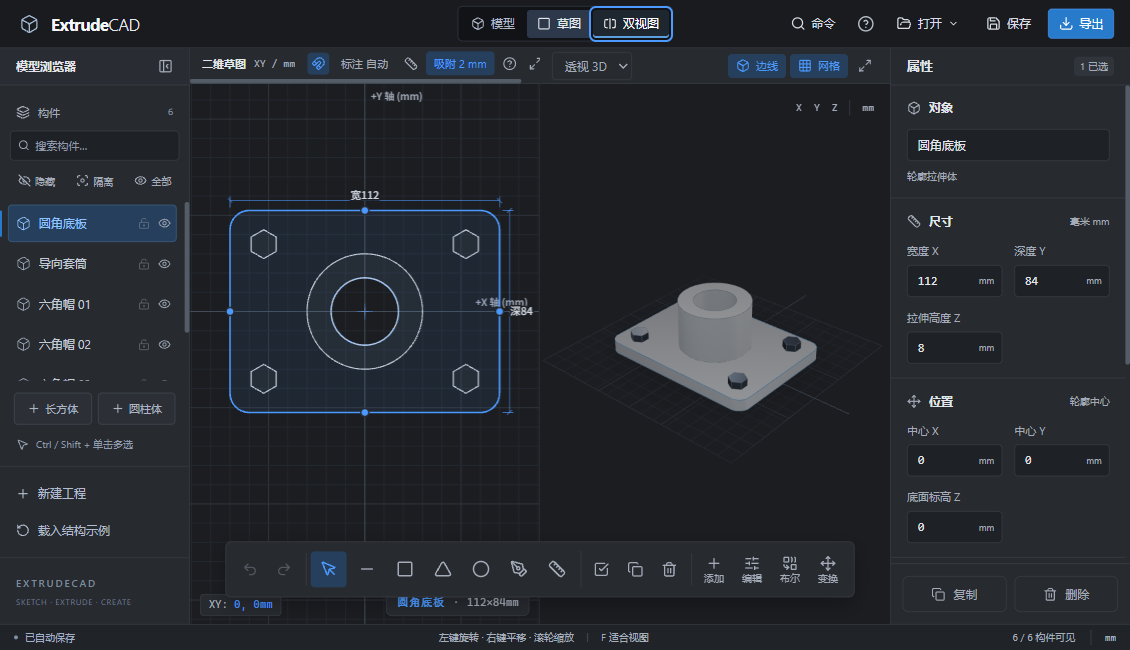 ExtrudeCAD 模型 草图 双视图 命令 打开 保存 导出
模型浏览器
二维草图 XY / mm 标注 自动 吸附 2 mm 透视 3D 边线 网格
属性 1 已选
构件 6
搜索构件...
隐藏 隔离 全部
圆角底板
导向套筒
六角帽 01
六角帽 02
长方体 圆柱体
Ctrl / Shift + 单击多选
新建工程
载入结构示例
EXTRUDECAD
SKETCH · EXTRUDE · CREATE
+Y 轴 (mm)
宽112
+X 轴 (mm)
深84
X Y Z mm
对象
圆角底板
轮廓拉伸体
尺寸 毫米 mm
宽度 X 深度 Y
112 mm 84 mm
拉伸高度 Z
8 mm
位置 轮廓中心
中心 X 中心 Y
0 mm 0 mm
底面标高 Z
0 mm
复制 删除
添加 编辑 布尔 变换
XY: 0, 0mm
圆角底板 · 112×84mm
已自动保存
左键旋转 · 右键平移 · 滚轮缩放 F 适合视图
6 / 6 构件可见 mm